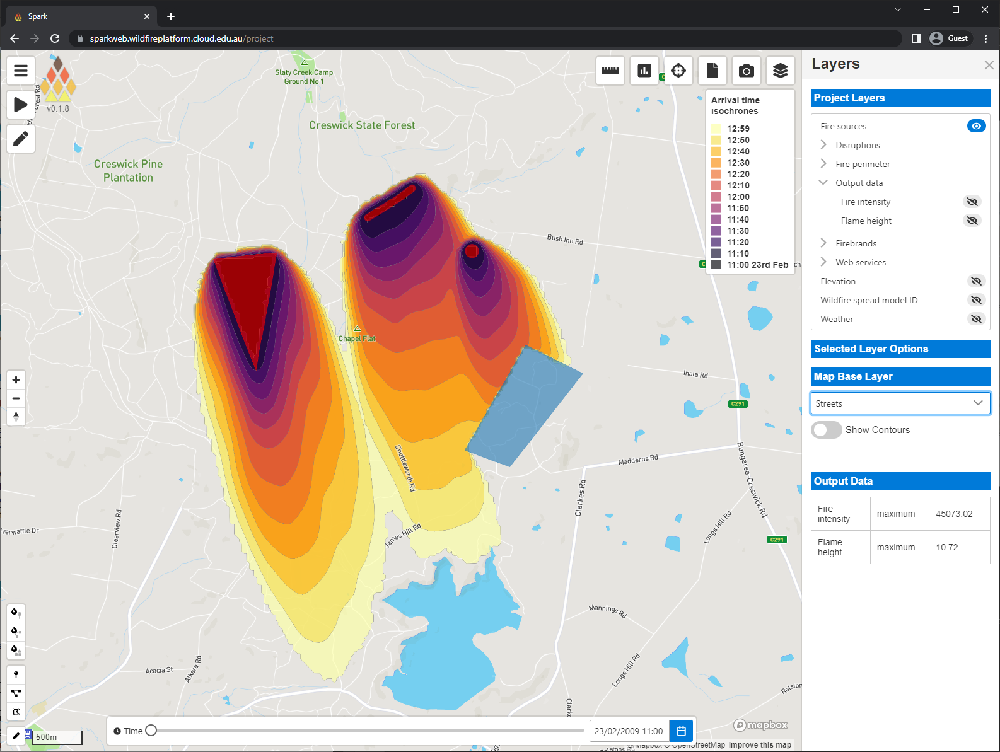 Spark
sparkweb.wildfireplatform.cloud.edu.au/project
Guest
v0.1.8
Slaty Creek Camp
Ground No 1
Creswick State Forest
Creswick Pine
Plantation
Bush Inn Rd
Chapel Flat
Inala Rd
C291
Shuttleworth Rd
Madderns Rd
Bungaree-Creswick Rd
Clarkes Rd
Clearview Rd
lverwattle Dr
James Hill Rd
Longs Hill Rd
C291
Mannings Rd
Acacia St
Alkera Rd
Longs Hill Rd
Ralston
Clarke
500m
Time
23/02/2009 11:00
mapbox
© Mapbox © OpenStreetMap Improve this map
Ralstons Rd
Arrival time
isochrones
12:59
12:50
12:40
12:30
12:20
12:10
12:00
11:50
11:40
11:30
11:20
11:10
11:00 23rd Feb
Layers
Project Layers
Fire sources
Disruptions
Fire perimeter
Output data
Fire intensity
Flame height
Firebrands
Web services
Elevation
Wildfire spread model ID
Weather
Selected Layer Options
Map Base Layer
Streets
Show Contours
Output Data
Fire intensity maximum 45073.02
Flame height maximum 10.72